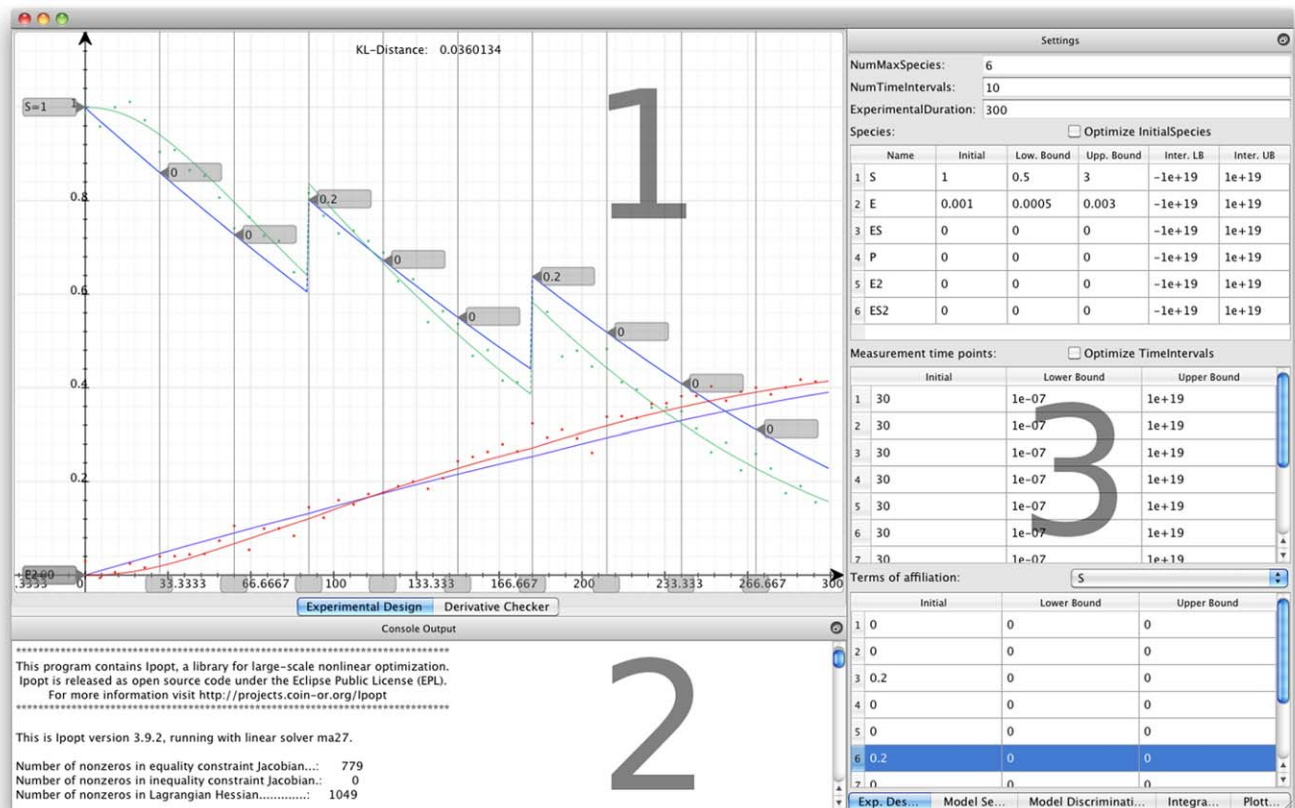 KL-Distance: 0.0360134
S=1
1
0
0.2
0.8
0
0
0.2
0.6
0
0
0.4
0
0
0.2
0
33.3333
66.6667
100
133.333
166.667
200
233.333
266.667
300
1
Experimental Design
Derivative Checker
Console Output
*************************************************************************
This program contains Ipopt, a library for large-scale nonlinear optimization.
Ipopt is released as open source code under the Eclipse Public License (EPL).
For more information visit http://projects.coin-or.org/Ipopt
*************************************************************************
This is Ipopt version 3.9.2, running with linear solver ma27.
Number of nonzeros in equality constraint Jacobian...: 779
Number of nonzeros in inequality constraint Jacobian.: 0
Number of nonzeros in Lagrangian Hessian.............: 1049
2
Settings
NumMaxSpecies: 6
NumTimeIntervals: 10
ExperimentalDuration: 300
Species: Optimize InitialSpecies
Name Initial Low. Bound Upp. Bound Inter. LB Inter. UB
1 S 1 0.5 3 -1e+19 1e+19
2 E 0.001 0.0005 0.003 -1e+19 1e+19
3 ES 0 0 0 -1e+19 1e+19
4 P 0 0 0 -1e+19 1e+19
5 E2 0 0 0 -1e+19 1e+19
6 ES2 0 0 0 -1e+19 1e+19
Measurement time points: Optimize TimeIntervals
Initial Lower Bound Upper Bound
1 30 1e-07 1e+19
2 30 1e-07 1e+19
3 30 1e-07 1e+19
4 30 1e-07 1e+19
5 30 1e-07 1e+19
6 30 1e-07 1e+19
7 30 1e-07 1e+19
3
Terms of affiliation: S
Initial Lower Bound Upper Bound
1 0 0 0
2 0 0 0
3 0.2 0 0
4 0 0 0
5 0 0 0
6 0.2 0 0
7 0 0 0
Exp. Des... Model Se... Model Discriminati... Integra... Plott...